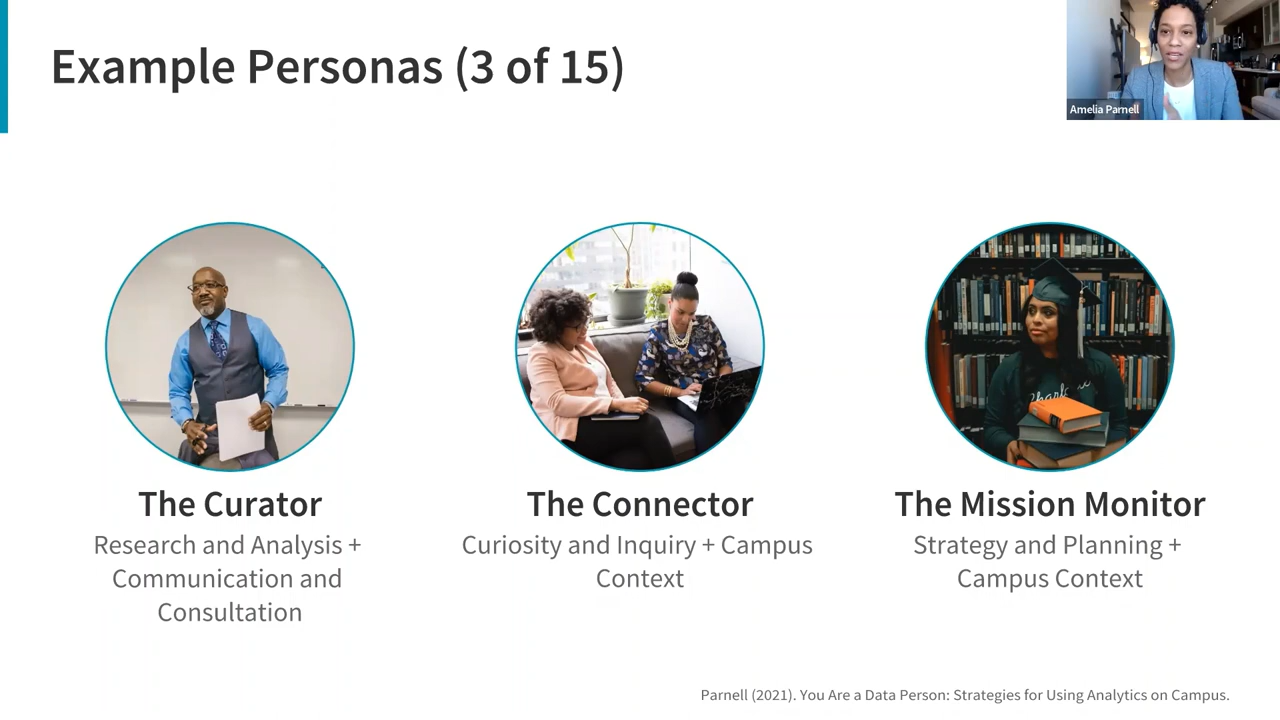 Example Personas (3 of 15)
Amelia Parnell
The Curator
Research and Analysis +
Communication and
Consultation
The Connector
Curiosity and Inquiry + Campus
Context
The Mission Monitor
Strategy and Planning +
Campus Context
Parnell (2021). You Are a Data Person: Strategies for Using Analytics on Campus.